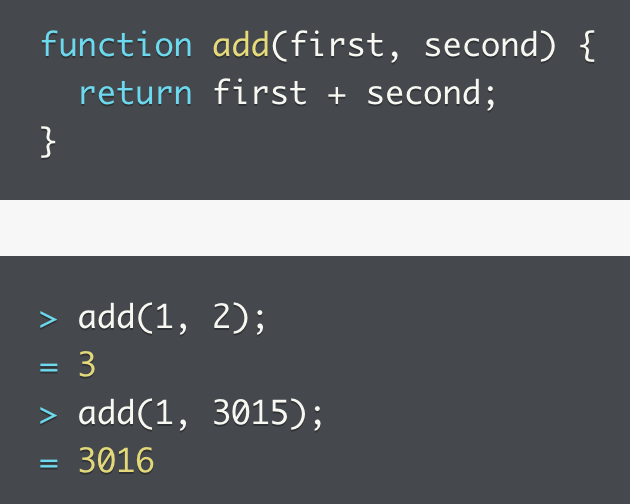 function add(first, second) {
  return first + second;
}
> add(1, 2);
= 3
> add(1, 3015);
= 3016